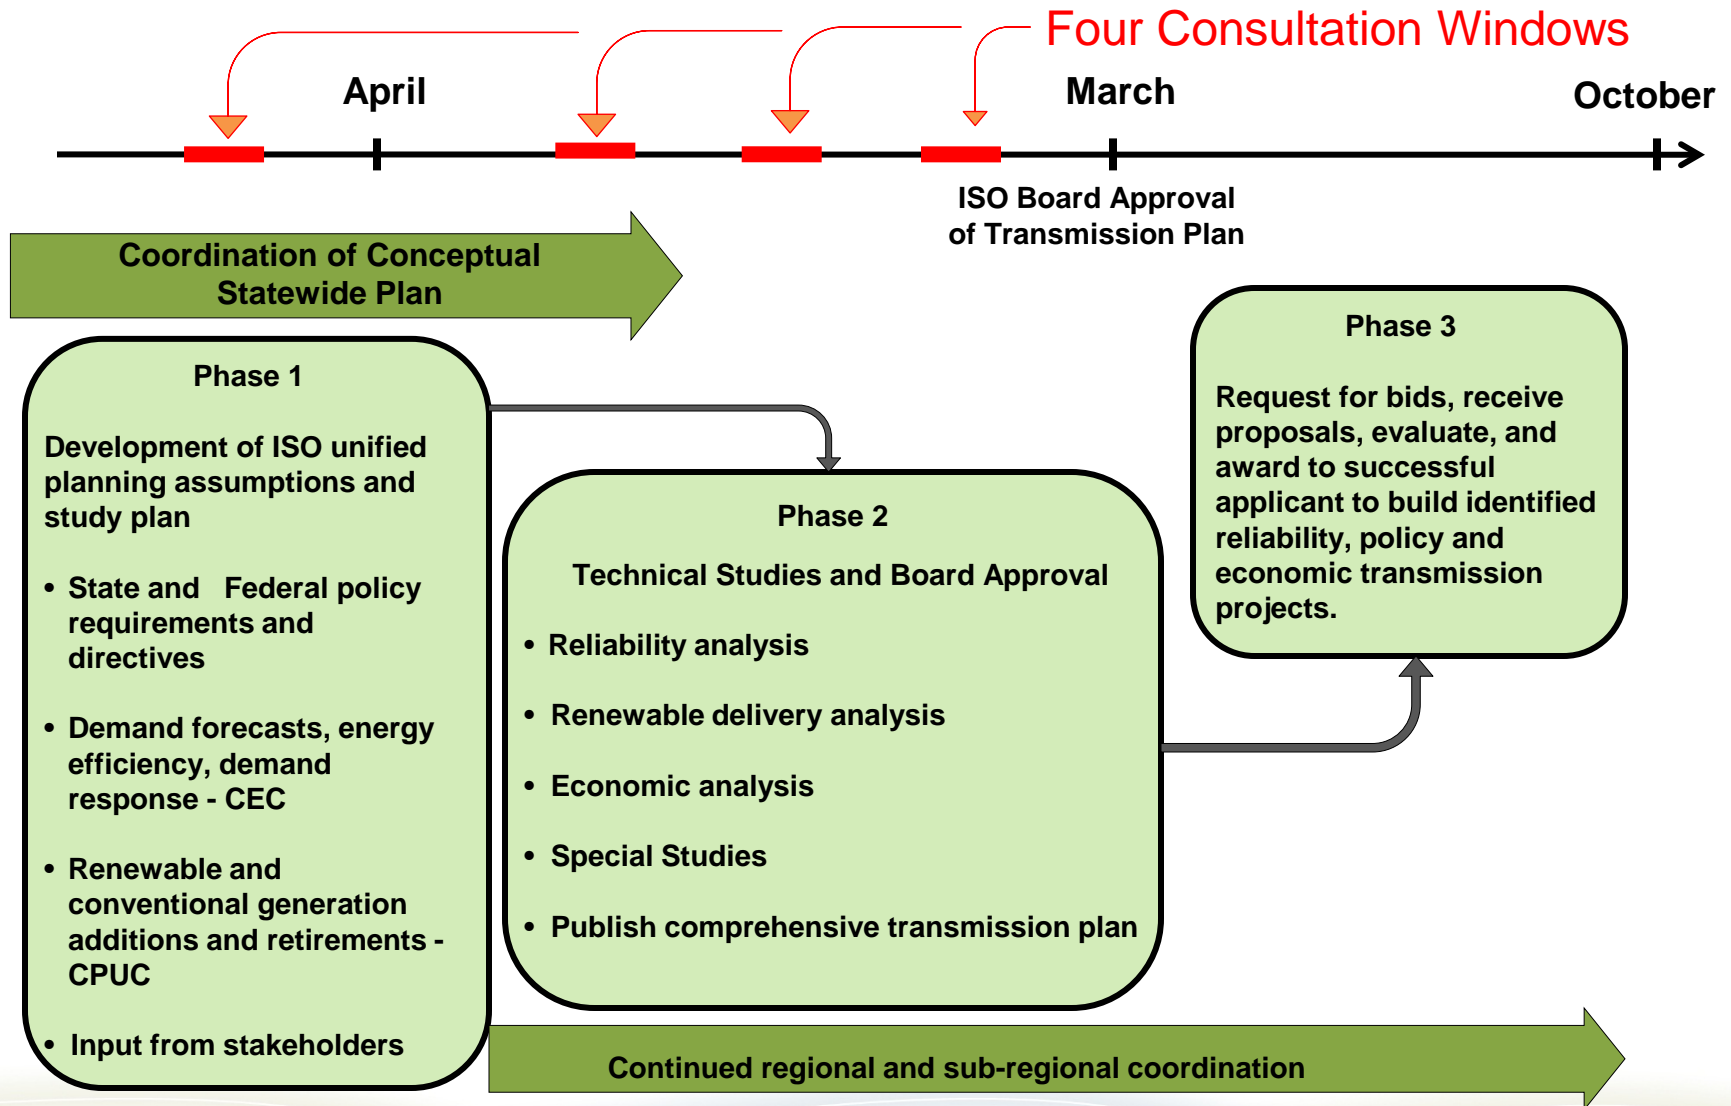 Four Consultation Windows
April
March
October
ISO Board Approval
of Transmission Plan
Coordination of Conceptual
Statewide Plan
Phase 1
Development of ISO unified
planning assumptions and
study plan
• State and Federal policy
requirements and
directives
• Demand forecasts, energy
efficiency, demand
response - CEC
• Renewable and
conventional generation
additions and retirements -
CPUC
• Input from stakeholders
Phase 2
Technical Studies and Board Approval
• Reliability analysis
• Renewable delivery analysis
• Economic analysis
• Special Studies
• Publish comprehensive transmission plan
Phase 3
Request for bids, receive
proposals, evaluate, and
award to successful
applicant to build identified
reliability, policy and
economic transmission
projects.
Continued regional and sub-regional coordination